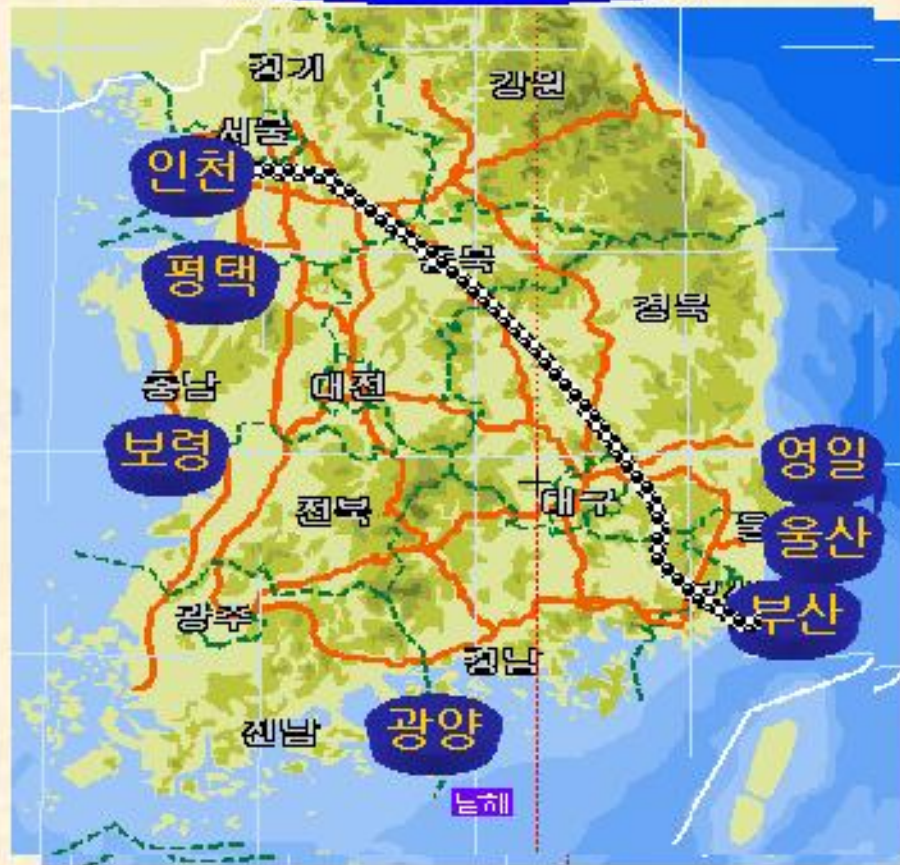 경기
강원
서울
인천
충북
평택
경북
충남
대전
보령
영일
전북
대구
울산
광주
부산
경남
전남
광양
남해